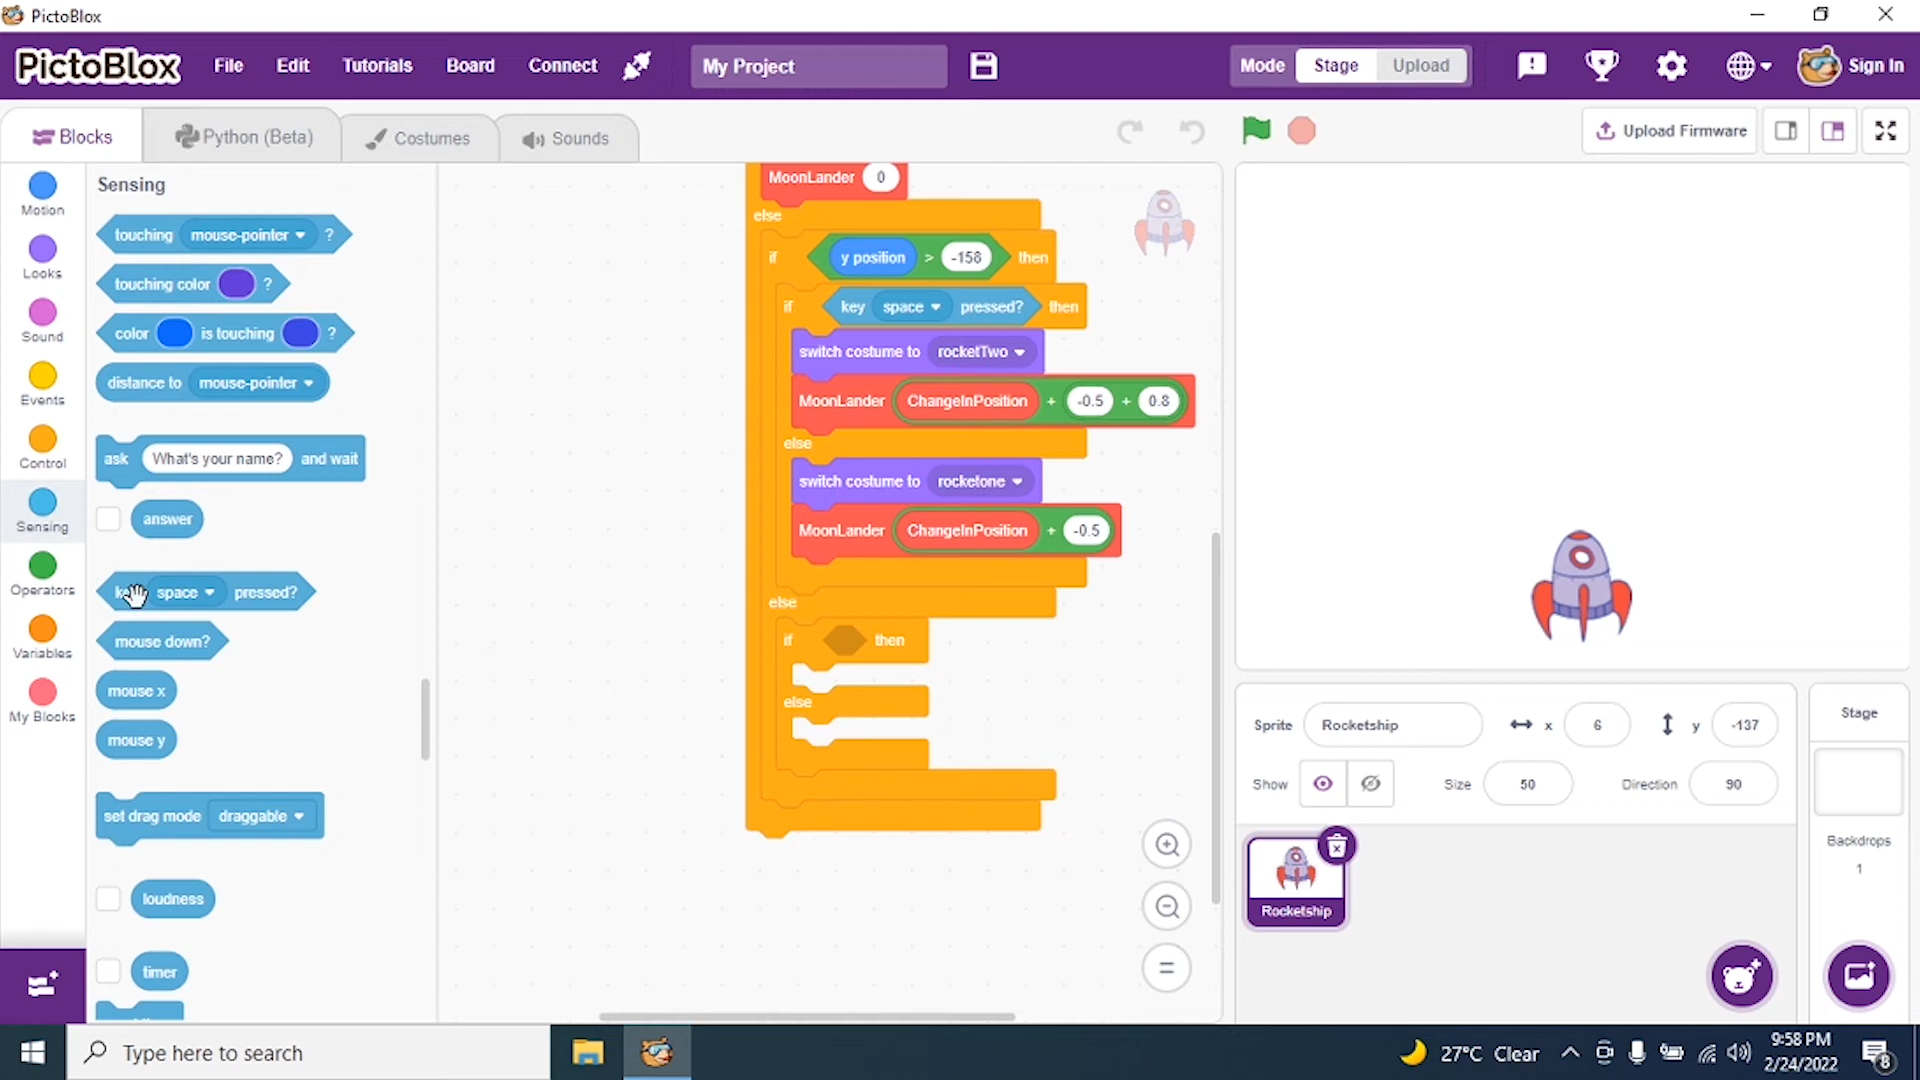 PictoBlox
PictoBlox File Edit Tutorials Board Connect My Project Mode Stage Upload Sign In
Blocks Python (Beta) Costumes Sounds Upload Firmware
Motion
Looks
Sound
Events
Control
Sensing
Operators
Variables
My Blocks
Sensing
touching mouse-pointer ?
touching color ?
color is touching ?
distance to mouse-pointer
ask What's your name? and wait
answer
space pressed?
mouse down?
mouse x
mouse y
set drag mode draggable
loudness
timer
MoonLander 0
else
if y position > -158 then
if key space pressed? then
switch costume to rocketTwo
MoonLander ChangeInPosition + -0.5 + 0.8
else
switch costume to rocketone
MoonLander ChangeInPosition + -0.5
else
if then
else
Sprite Rocketship x 6 y -137
Show Size 50 Direction 90
Rocketship
Stage
Backdrops
1
Type here to search
27°C Clear
9:58 PM
2/24/2022
8